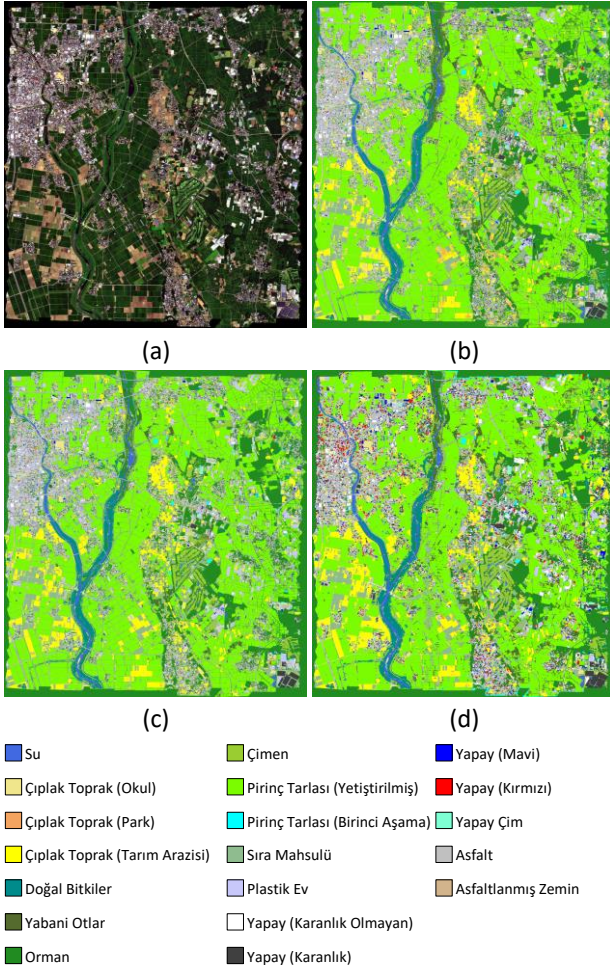 (a)
(b)
(c)
(d)
Su
Çimen
Yapay (Mavi)
Çıplak Toprak (Okul)
Pirinç Tarlası (Yetiştirilmiş)
Yapay (Kırmızı)
Çıplak Toprak (Park)
Pirinç Tarlası (Birinci Aşama)
Yapay Çim
Çıplak Toprak (Tarım Arazisi)
Sıra Mahsulü
Asfalt
Doğal Bitkiler
Plastik Ev
Asfaltlanmış Zemin
Yabani Otlar
Yapay (Karanlık Olmayan)
Orman
Yapay (Karanlık)